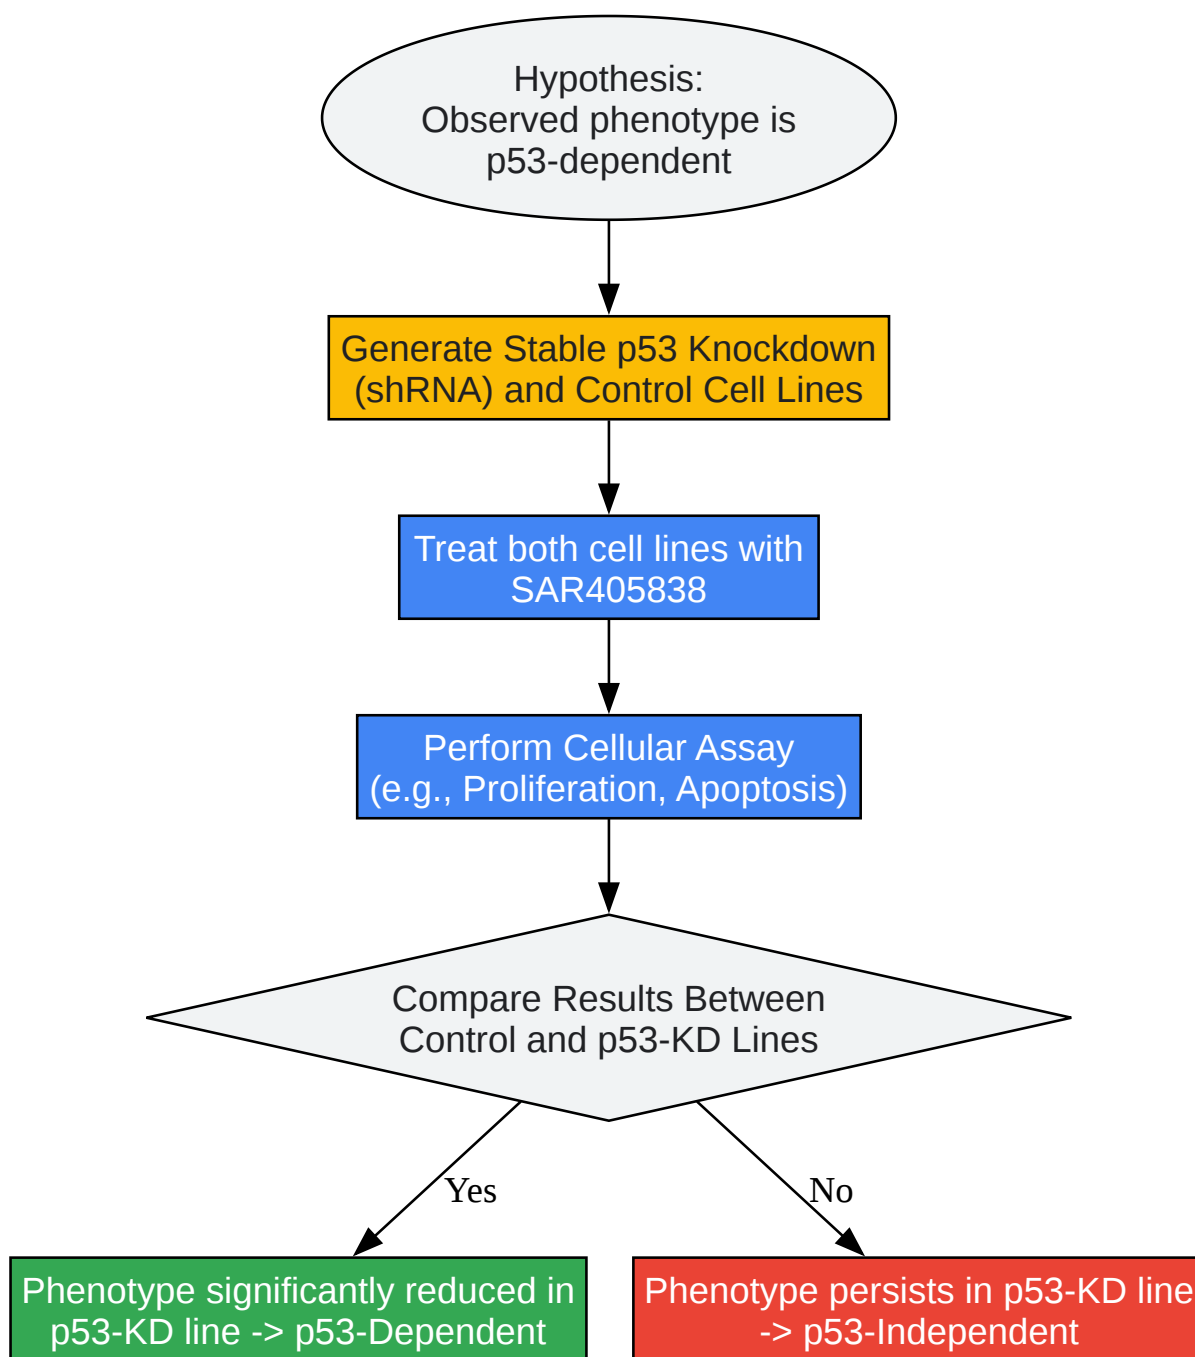 Hypothesis:
Observed phenotype is
p53-dependent
Generate Stable p53 Knockdown
(shRNA) and Control Cell Lines
Treat both cell lines with
SAR405838
Perform Cellular Assay
(e.g., Proliferation, Apoptosis)
Compare Results Between
Control and p53-KD Lines
Yes
No
Phenotype significantly reduced in
p53-KD line -> p53-Dependent
Phenotype persists in p53-KD line
-> p53-Independent